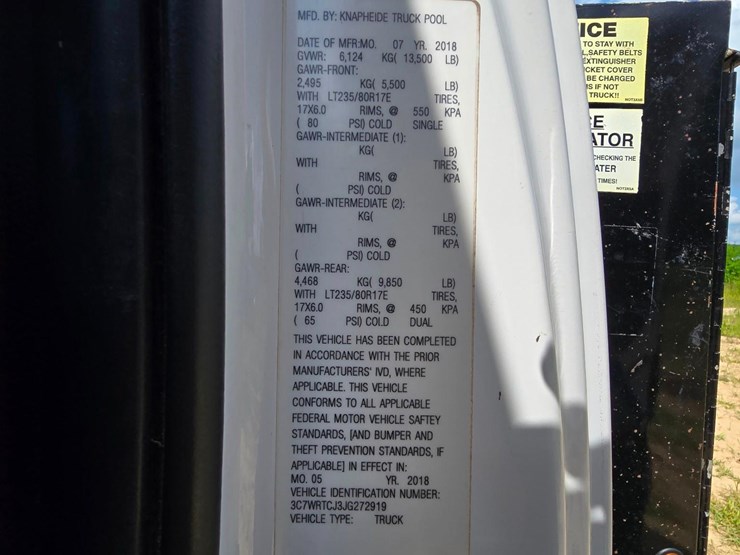 MFD. BY: KNAPHEIDE TRUCK POOL
DATE OF MFR:MO. 07 YR. 2018
GVWR: 6,124 KG( 13,500 LB)
GAWR-FRONT:
2,495 KG( 5,500 LB)
WITH LT235/80R17E TIRES,
17X6.0 RIMS, @ 550 KPA
( 80 PSI) COLD SINGLE
GAWR-INTERMEDIATE (1):
KG( LB)
WITH TIRES,
RIMS, @ KPA
( PSI) COLD
GAWR-INTERMEDIATE (2):
KG( LB)
WITH TIRES,
RIMS, @ KPA
( PSI) COLD
GAWR-REAR:
4,468 KG( 9,850 LB)
WITH LT235/80R17E TIRES,
17X6.0 RIMS, @ 450 KPA
( 65 PSI) COLD DUAL
THIS VEHICLE HAS BEEN COMPLETED
IN ACCORDANCE WITH THE PRIOR
MANUFACTURERS' IVD, WHERE
APPLICABLE. THIS VEHICLE
CONFORMS TO ALL APPLICABLE
FEDERAL MOTOR VEHICLE SAFTEY
STANDARDS, [AND BUMPER AND
THEFT PREVENTION STANDARDS, IF
APPLICABLE] IN EFFECT IN:
MO. 05 YR. 2018
VEHICLE IDENTIFICATION NUMBER:
3C7WRTCJ3JG272919
VEHICLE TYPE: TRUCK
ICE
TO STAY WITH
L,SAFETY BELTS
EXTINGUISHER
CKET COVER
BE CHARGED
IS IF NOT
TRUCK!!
E
ATOR
CHECKING THE
ATER
TIMES!